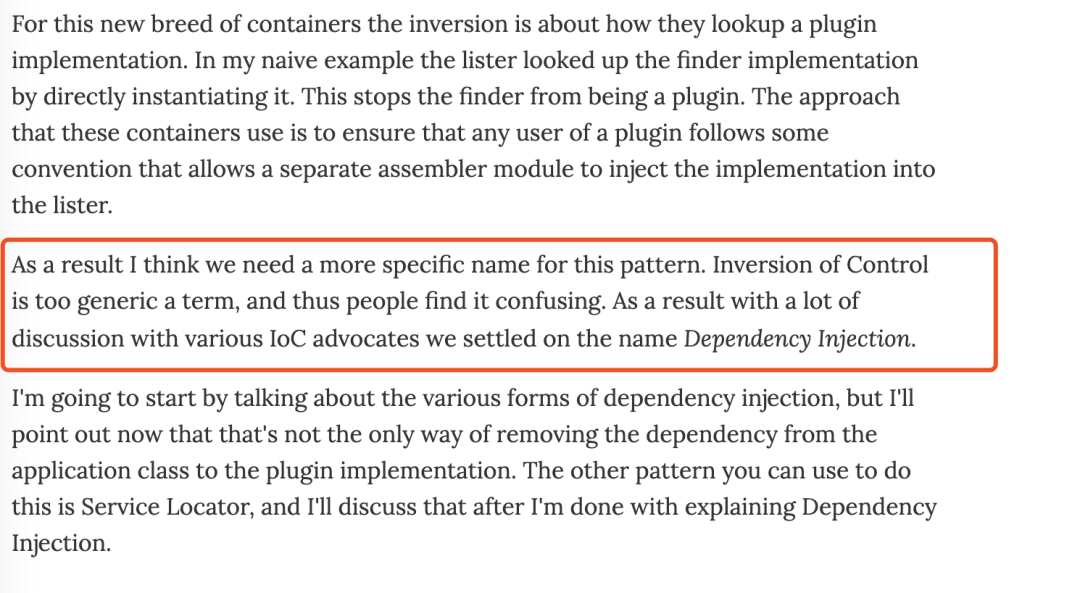 For this new breed of containers the inversion is about how they lookup a plugin
implementation. In my naive example the lister looked up the finder implementation
by directly instantiating it. This stops the finder from being a plugin. The approach
that these containers use is to ensure that any user of a plugin follows some
convention that allows a separate assembler module to inject the implementation into
the lister.
As a result I think we need a more specific name for this pattern. Inversion of Control
is too generic a term, and thus people find it confusing. As a result with a lot of
discussion with various IoC advocates we settled on the name Dependency Injection.
I'm going to start by talking about the various forms of dependency injection, but I'll
point out now that that's not the only way of removing the dependency from the
application class to the plugin implementation. The other pattern you can use to do
this is Service Locator, and I'll discuss that after I'm done with explaining Dependency
Injection.